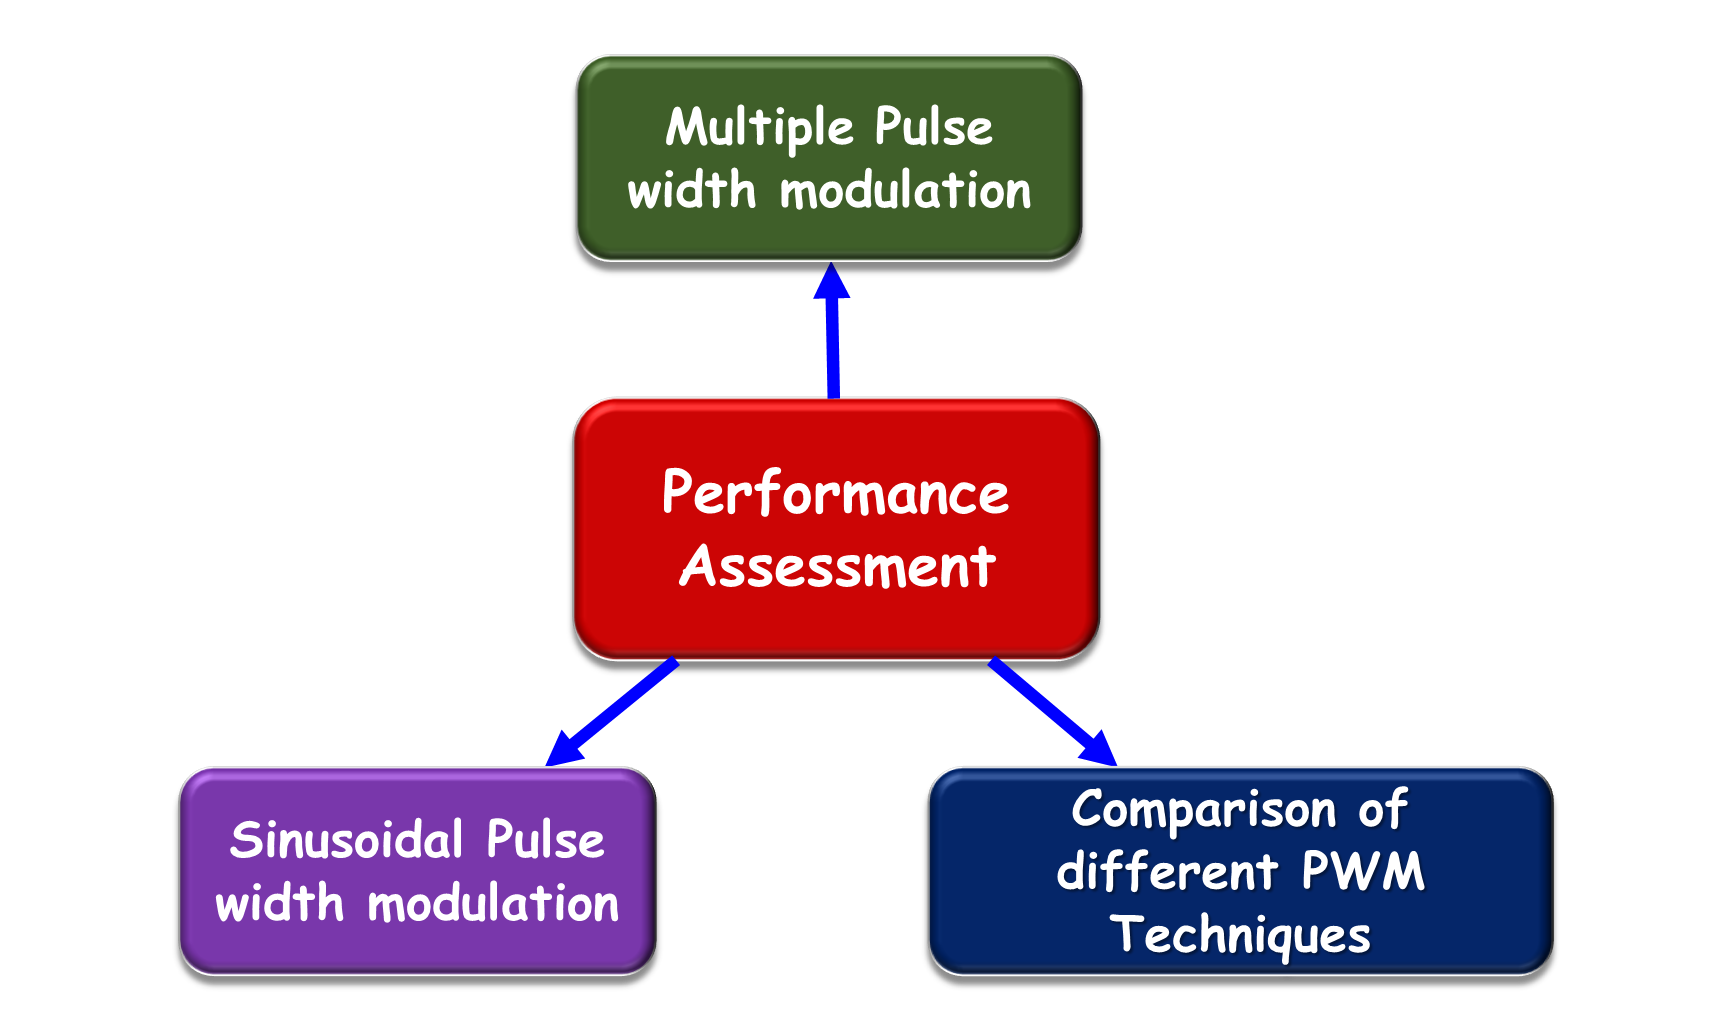 Multiple Pulse
width modulation
Performance
Assessment
Sinusoidal Pulse
width modulation
Comparison of
different PWM
Techniques